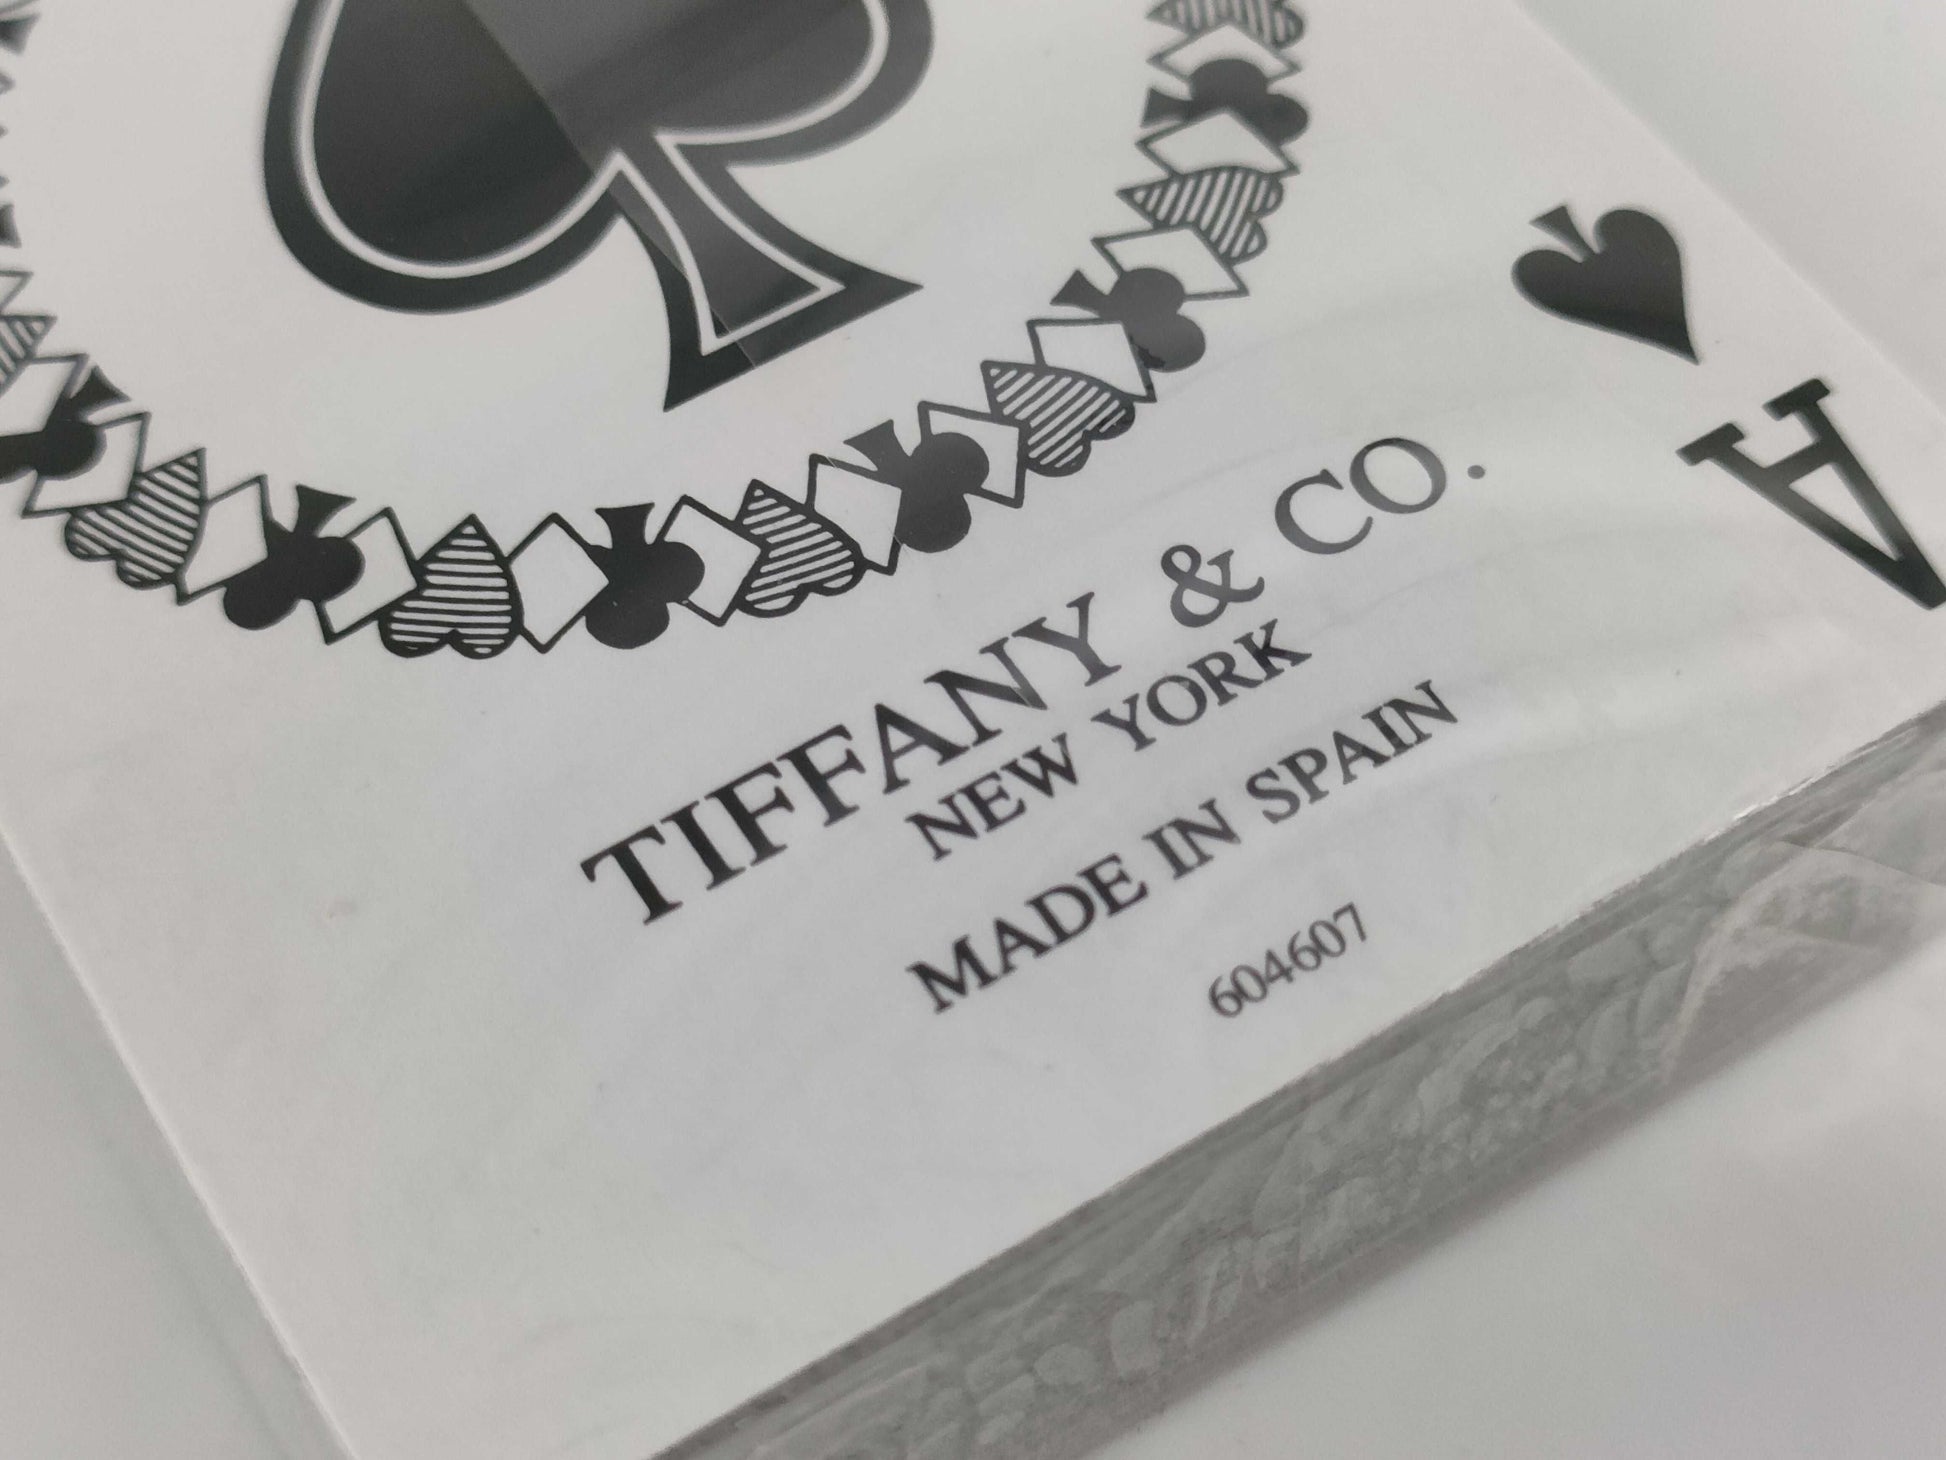 A
TIFFANY & CO.
NEW YORK
MADE IN SPAIN
604607